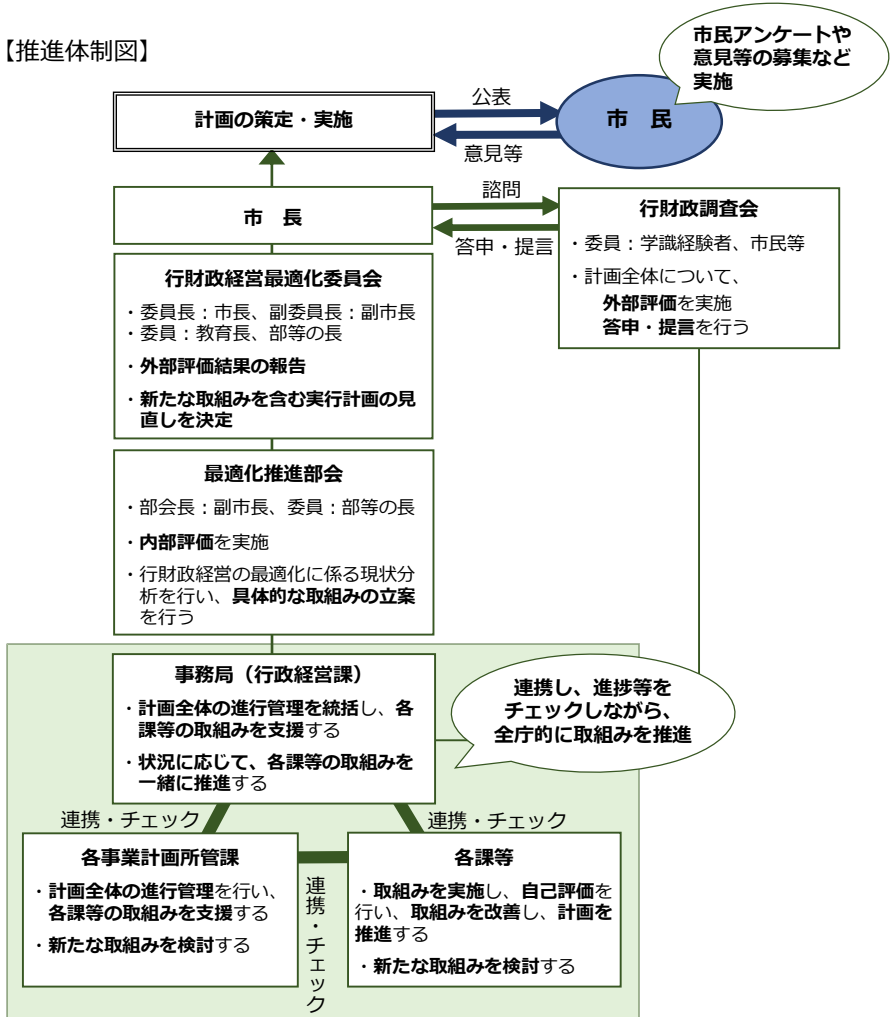 【推進体制図】
市民アンケートや
意見等の募集など
実施
計画の策定・実施
公表
意見等
市　民
市　長
諮問
答申・提言
行財政調査会
・委員：学識経験者、市民等
・計画全体について、
外部評価を実施
答申・提言を行う
行財政経営最適化委員会
・委員長：市長、副委員長：副市長
・委員：教育長、部等の長
・外部評価結果の報告
・新たな取組みを含む実行計画の見
直しを決定
最適化推進部会
・部会長：副市長、委員：部等の長
・内部評価を実施
・行財政経営の最適化に係る現状分
析を行い、具体的な取組みの立案
を行う
事務局（行政経営課）
・計画全体の進行管理を統括し、各
課等の取組みを支援する
・状況に応じて、各課等の取組みを
一緒に推進する
連携し、進捗等を
チェックしながら、
全庁的に取組みを推進
連携・チェック
連携・チェック
各事業計画所管課
・計画全体の進行管理を行い、
各課等の取組みを支援する
・新たな取組みを検討する
連携・チェック
各課等
・取組みを実施し、自己評価を
行い、取組みを改善し、計画を
推進する
・新たな取組みを検討する